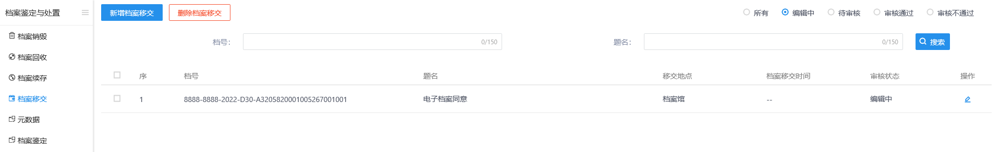 档案鉴定与处置
档案销毁
档案回收
档案续存
档案移交
元数据
档案鉴定
新增档案移交 删除档案移交 所有 编辑中 待审核 审核通过 审核不通过
档号: 0/150 题名: 0/150 搜索
序 档号 题名 移交地点 档案移交时间 审核状态 操作
1 8888-8888-2022-D30-A3205820001005267001001 电子档案同意 档案馆 -- 编辑中